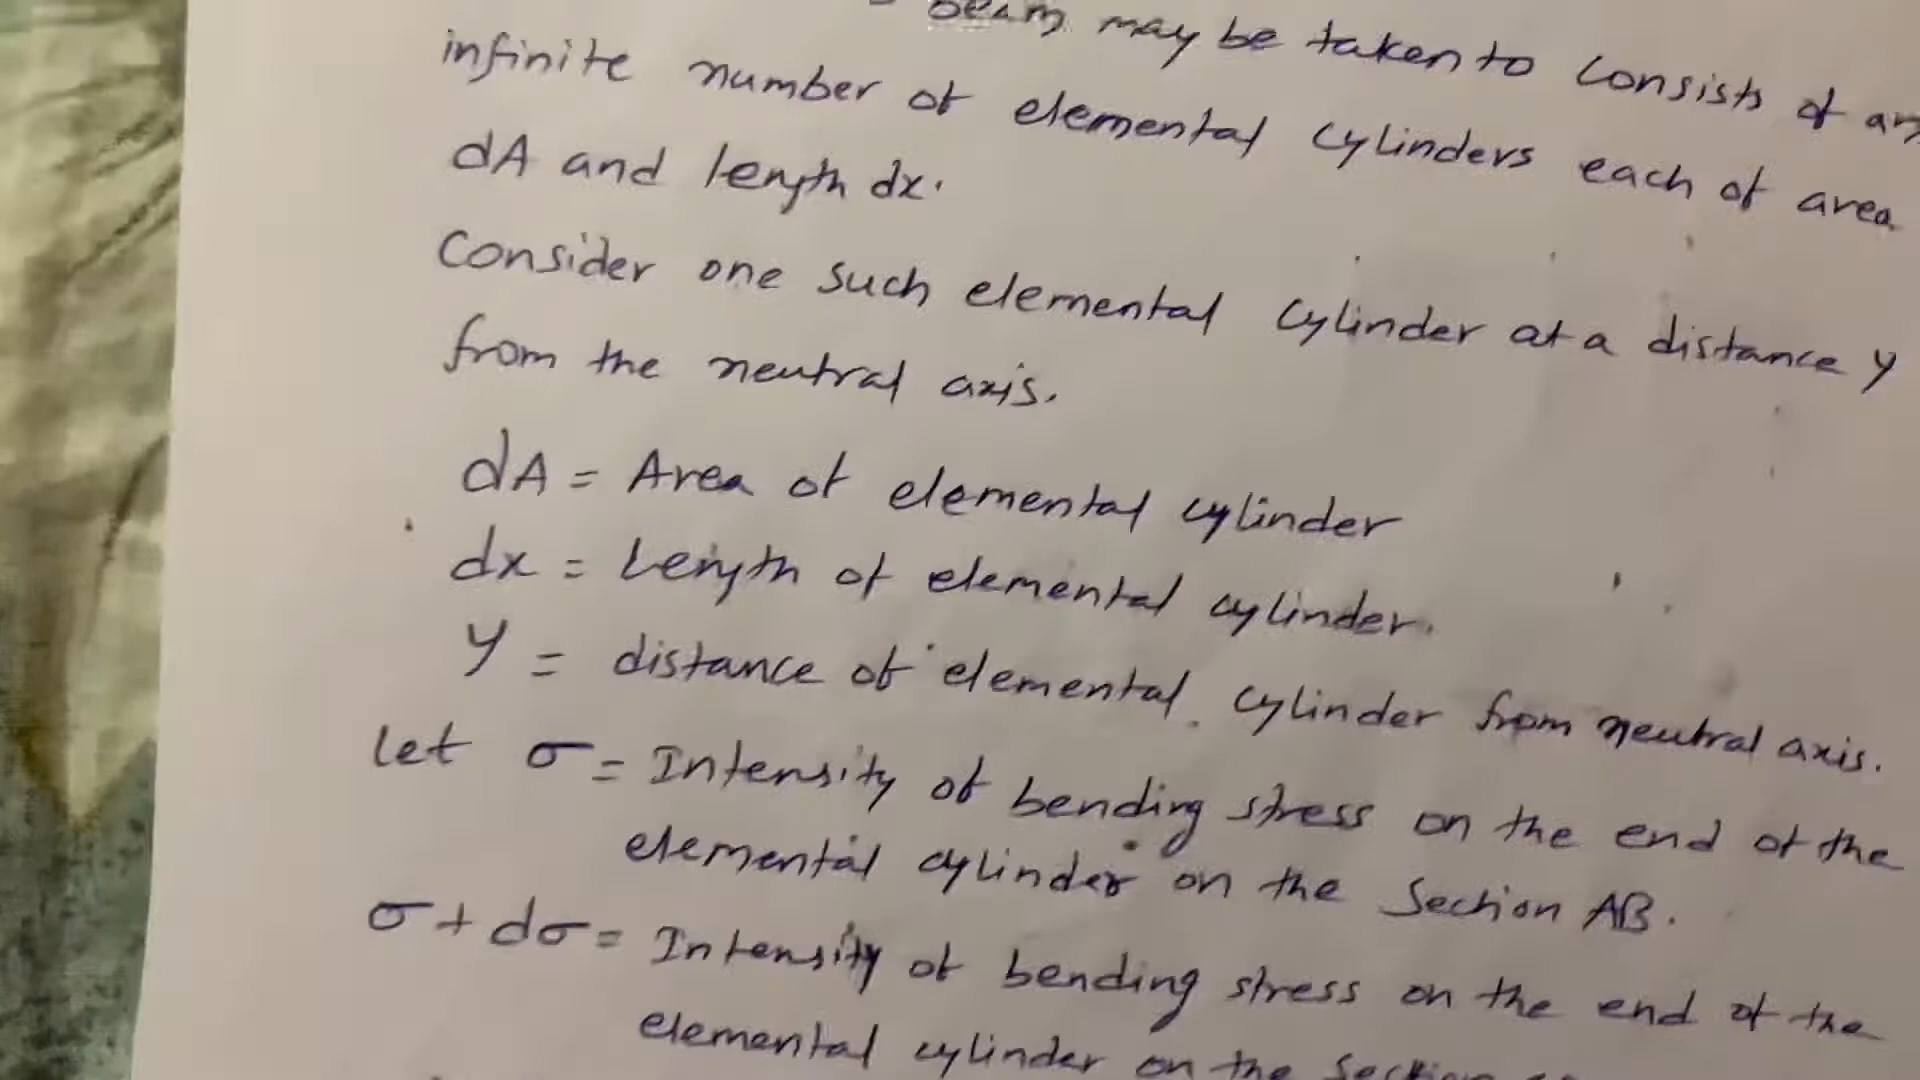 beam may be taken to consists of an
infinite number of elemental cylinders each of area
dA and length dx.
Consider one such elemental cylinder at a distance y
from the neutral axis.
dA = Area of elemental cylinder
dx = Length of elemental cylinder.
y = distance of elemental cylinder from neutral axis.
Let σ = Intensity of bending stress on the end of the
elemental cylinder on the Section AB.
σ + dσ = Intensity of bending stress on the end of the
elemental cylinder on the Section